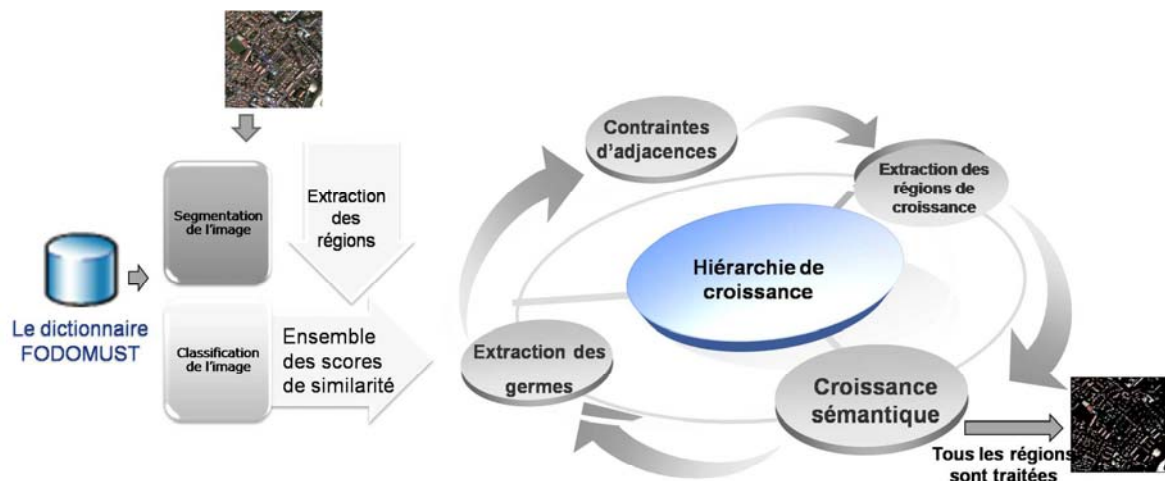 Segmentation
de l'image
Extraction
des
régions
Le dictionnaire
FODOMUST
Classification
de l'image
Ensemble
des scores
de similarité
Contraintes
d'adjacences
Extraction des
régions de
croissance
Hiérarchie de
croissance
Extraction des
germes
Croissance
sémantique
Tous les régions
sont traitées